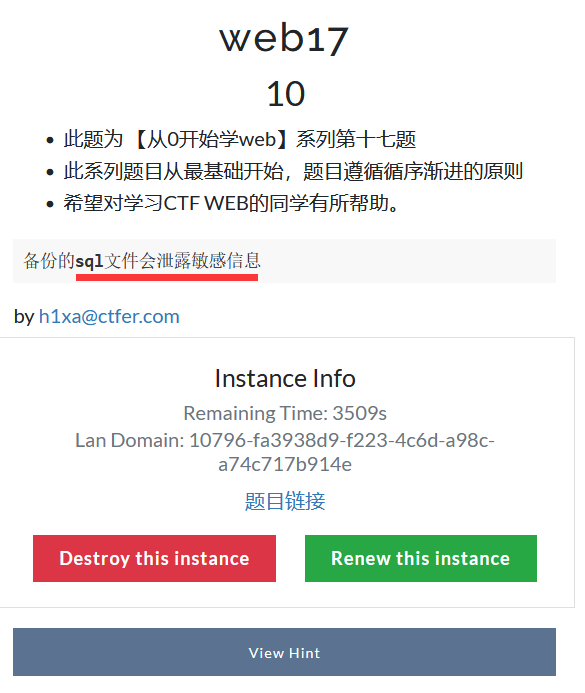 web17
10
此题为 【从0开始学web】系列第十七题
此系列题目从最基础开始，题目遵循循序渐进的原则
希望对学习CTF WEB的同学有所帮助。
备份的sql文件会泄露敏感信息
by h1xa@ctfer.com
Instance Info
Remaining Time: 3509s
Lan Domain: 10796-fa3938d9-f223-4c6d-a98c-
a74c717b914e
题目链接
Destroy this instance Renew this instance
View Hint